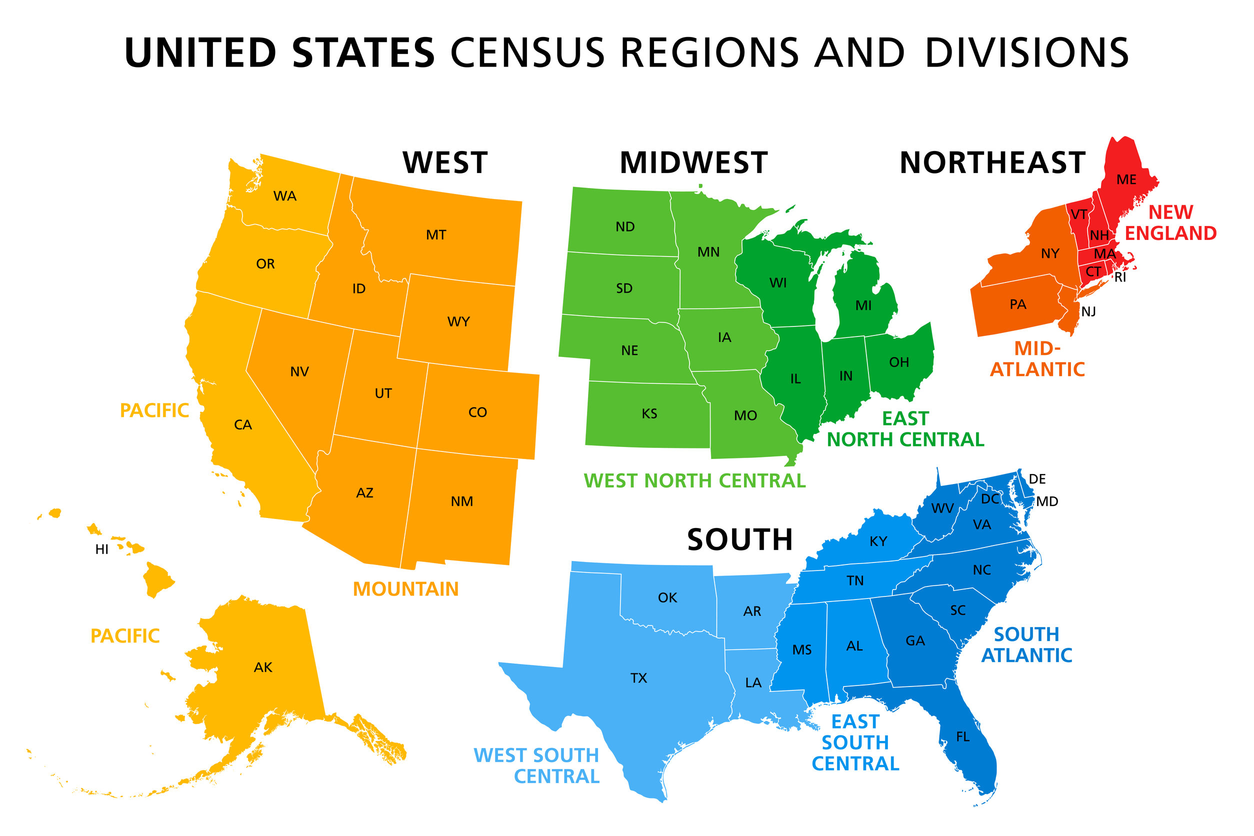 UNITED STATES CENSUS REGIONS AND DIVISIONS
WEST
WA
OR
CA
NV
ID
MT
WY
UT
CO
AZ
NM
PACIFIC
MOUNTAIN
HI
PACIFIC
AK
MIDWEST
ND
SD
NE
KS
MN
IA
MO
WI
MI
IL
IN
OH
WEST NORTH CENTRAL
EAST
NORTH CENTRAL
NORTHEAST
ME
VT
NH
MA
CT
RI
NEW
ENGLAND
NY
PA
NJ
MID-
ATLANTIC
SOUTH
OK
TX
AR
LA
WEST SOUTH
CENTRAL
KY
TN
MS
AL
EAST
SOUTH
CENTRAL
DE
MD
DC
WV
VA
NC
SC
GA
FL
SOUTH
ATLANTIC